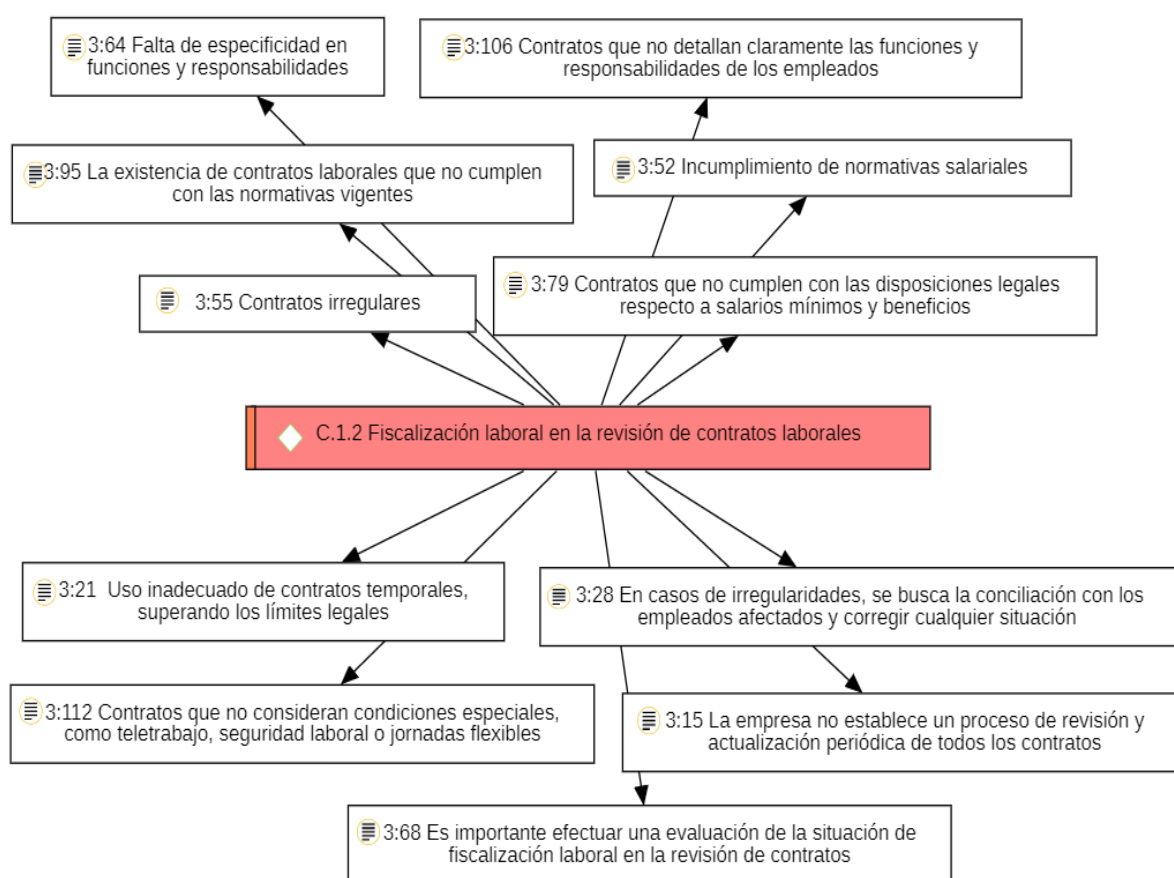 3:64 Falta de especificidad en
funciones y responsabilidades
3:106 Contratos que no detallan claramente las funciones y
responsabilidades de los empleados
3:95 La existencia de contratos laborales que no cumplen
con las normativas vigentes
3:52 Incumplimiento de normativas salariales
3:55 Contratos irregulares
3:79 Contratos que no cumplen con las disposiciones legales
respecto a salarios mínimos y beneficios
C.1.2 Fiscalización laboral en la revisión de contratos laborales
3:21 Uso inadecuado de contratos temporales,
superando los límites legales
3:28 En casos de irregularidades, se busca la conciliación con los
empleados afectados y corregir cualquier situación
3:112 Contratos que no consideran condiciones especiales,
como teletrabajo, seguridad laboral o jornadas flexibles
3:15 La empresa no establece un proceso de revisión y
actualización periódica de todos los contratos
3:68 Es importante efectuar una evaluación de la situación de
fiscalización laboral en la revisión de contratos